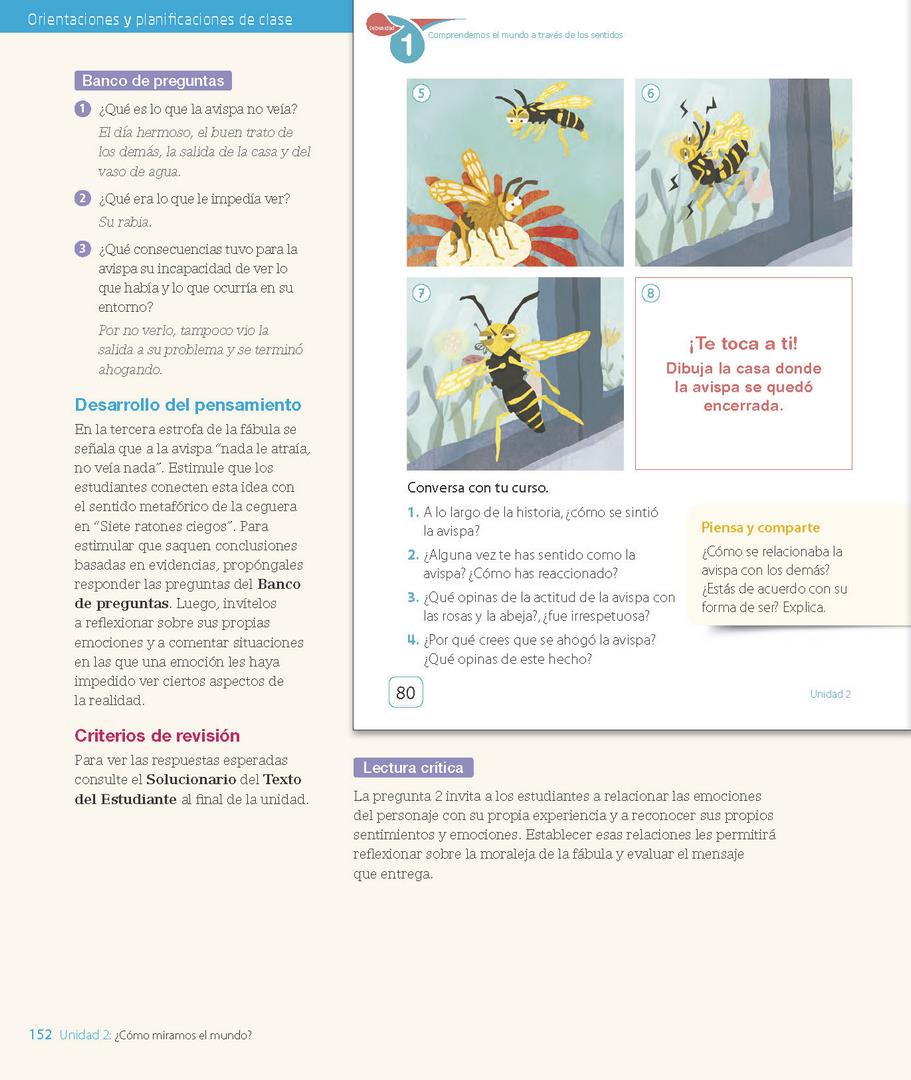 Orientaciones y planificaciones de clase
Banco de preguntas
1 ¿Qué es lo que la avispa no veía?
El día hermoso, el buen trato de
los demás, la salida de la casa y del
vaso de agua.
2 ¿Qué era lo que le impedía ver?
Su rabia.
3 ¿Qué consecuencias tuvo para la
avispa su incapacidad de ver lo
que había y lo que ocurría en su
entorno?
Por no verlo, tampoco vio la
salida a su problema y se terminó
ahogando.
Desarrollo del pensamiento
En la tercera estrofa de la fábula se
señala que a la avispa “nada le atraía,
no veía nada”. Estimule que los
estudiantes conecten esta idea con
el sentido metafórico de la ceguera
en “Siete ratones ciegos”. Para
estimular que saquen conclusiones
basadas en evidencias, propóngales
responder las preguntas del Banco
de preguntas. Luego, invítelos
a reflexionar sobre sus propias
emociones y a comentar situaciones
en las que una emoción les haya
impedido ver ciertos aspectos de
la realidad.
Criterios de revisión
Para ver las respuestas esperadas
consulte el Solucionario del Texto
del Estudiante al final de la unidad.
Subunidad
1
Comprendemos el mundo a través de los sentidos
5
6
7
8
¡Te toca a ti!
Dibuja la casa donde
la avispa se quedó
encerrada.
Conversa con tu curso.
1. A lo largo de la historia, ¿cómo se sintió
la avispa?
2. ¿Alguna vez te has sentido como la
avispa? ¿Cómo has reaccionado?
3. ¿Qué opinas de la actitud de la avispa con
las rosas y la abeja?, ¿fue irrespetuosa?
4. ¿Por qué crees que se ahogó la avispa?
¿Qué opinas de este hecho?
Piensa y comparte
¿Cómo se relacionaba la
avispa con los demás?
¿Estás de acuerdo con su
forma de ser? Explica.
80
Unidad 2
Lectura crítica
La pregunta 2 invita a los estudiantes a relacionar las emociones
del personaje con su propia experiencia y a reconocer sus propios
sentimientos y emociones. Establecer esas relaciones les permitirá
reflexionar sobre la moraleja de la fábula y evaluar el mensaje
que entrega.
152 Unidad 2: ¿Cómo miramos el mundo?